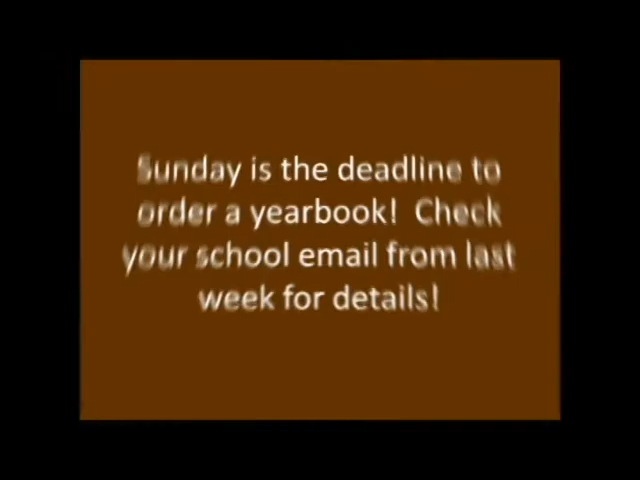 Sunday is the deadline to
order a yearbook!  Check
your school email from last
week for details!